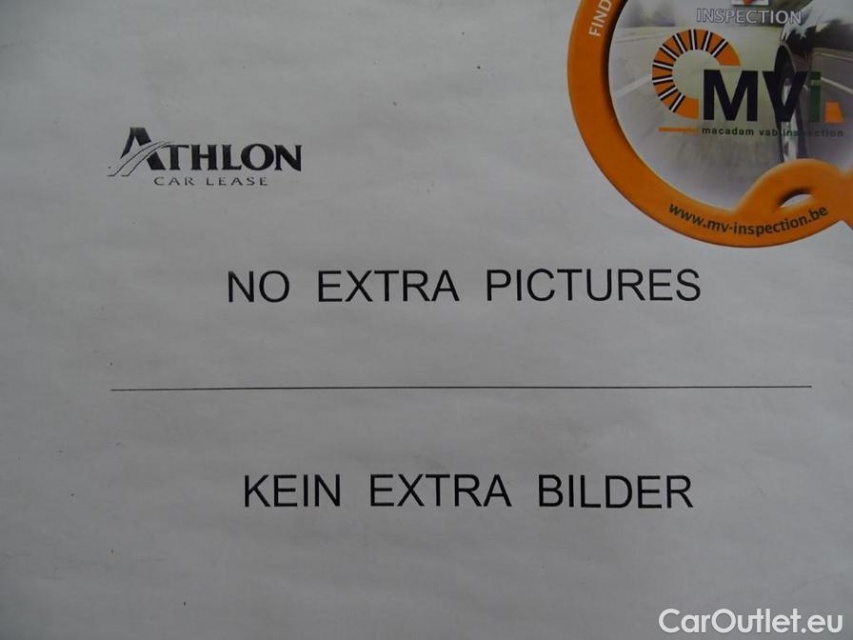 FIND
INSPECTION
MVi.
macadam vab inspection
www.mv-inspection.be
ATHLON
CAR LEASE
NO EXTRA PICTURES
KEIN EXTRA BILDER
CarOutlet.eu